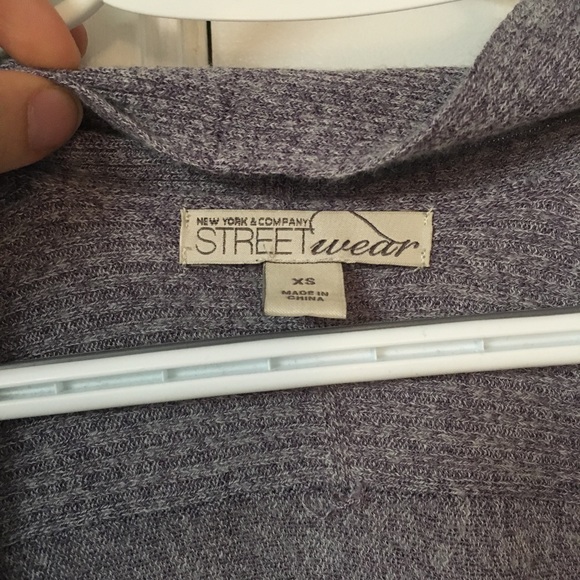 NEW YORK & COMPANY
STREETwear
XS
MADE IN
CHINA